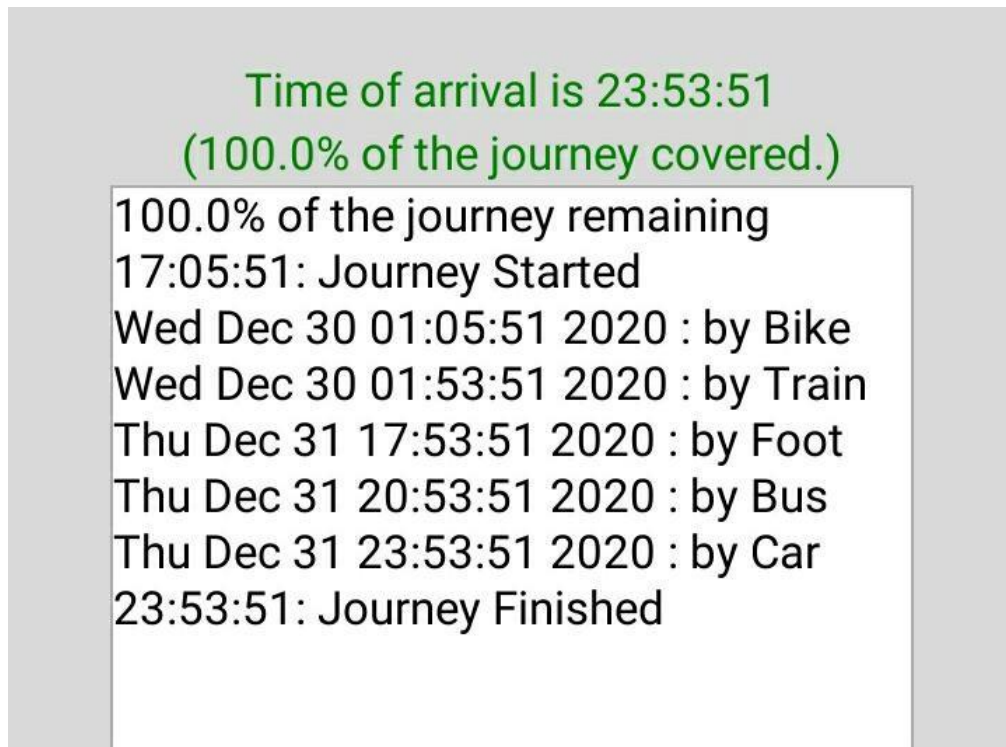 Time of arrival is 23:53:51
(100.0% of the journey covered.)
100.0% of the journey remaining
17:05:51: Journey Started
Wed Dec 30 01:05:51 2020 : by Bike
Wed Dec 30 01:53:51 2020 : by Train
Thu Dec 31 17:53:51 2020 : by Foot
Thu Dec 31 20:53:51 2020 : by Bus
Thu Dec 31 23:53:51 2020 : by Car
23:53:51: Journey Finished